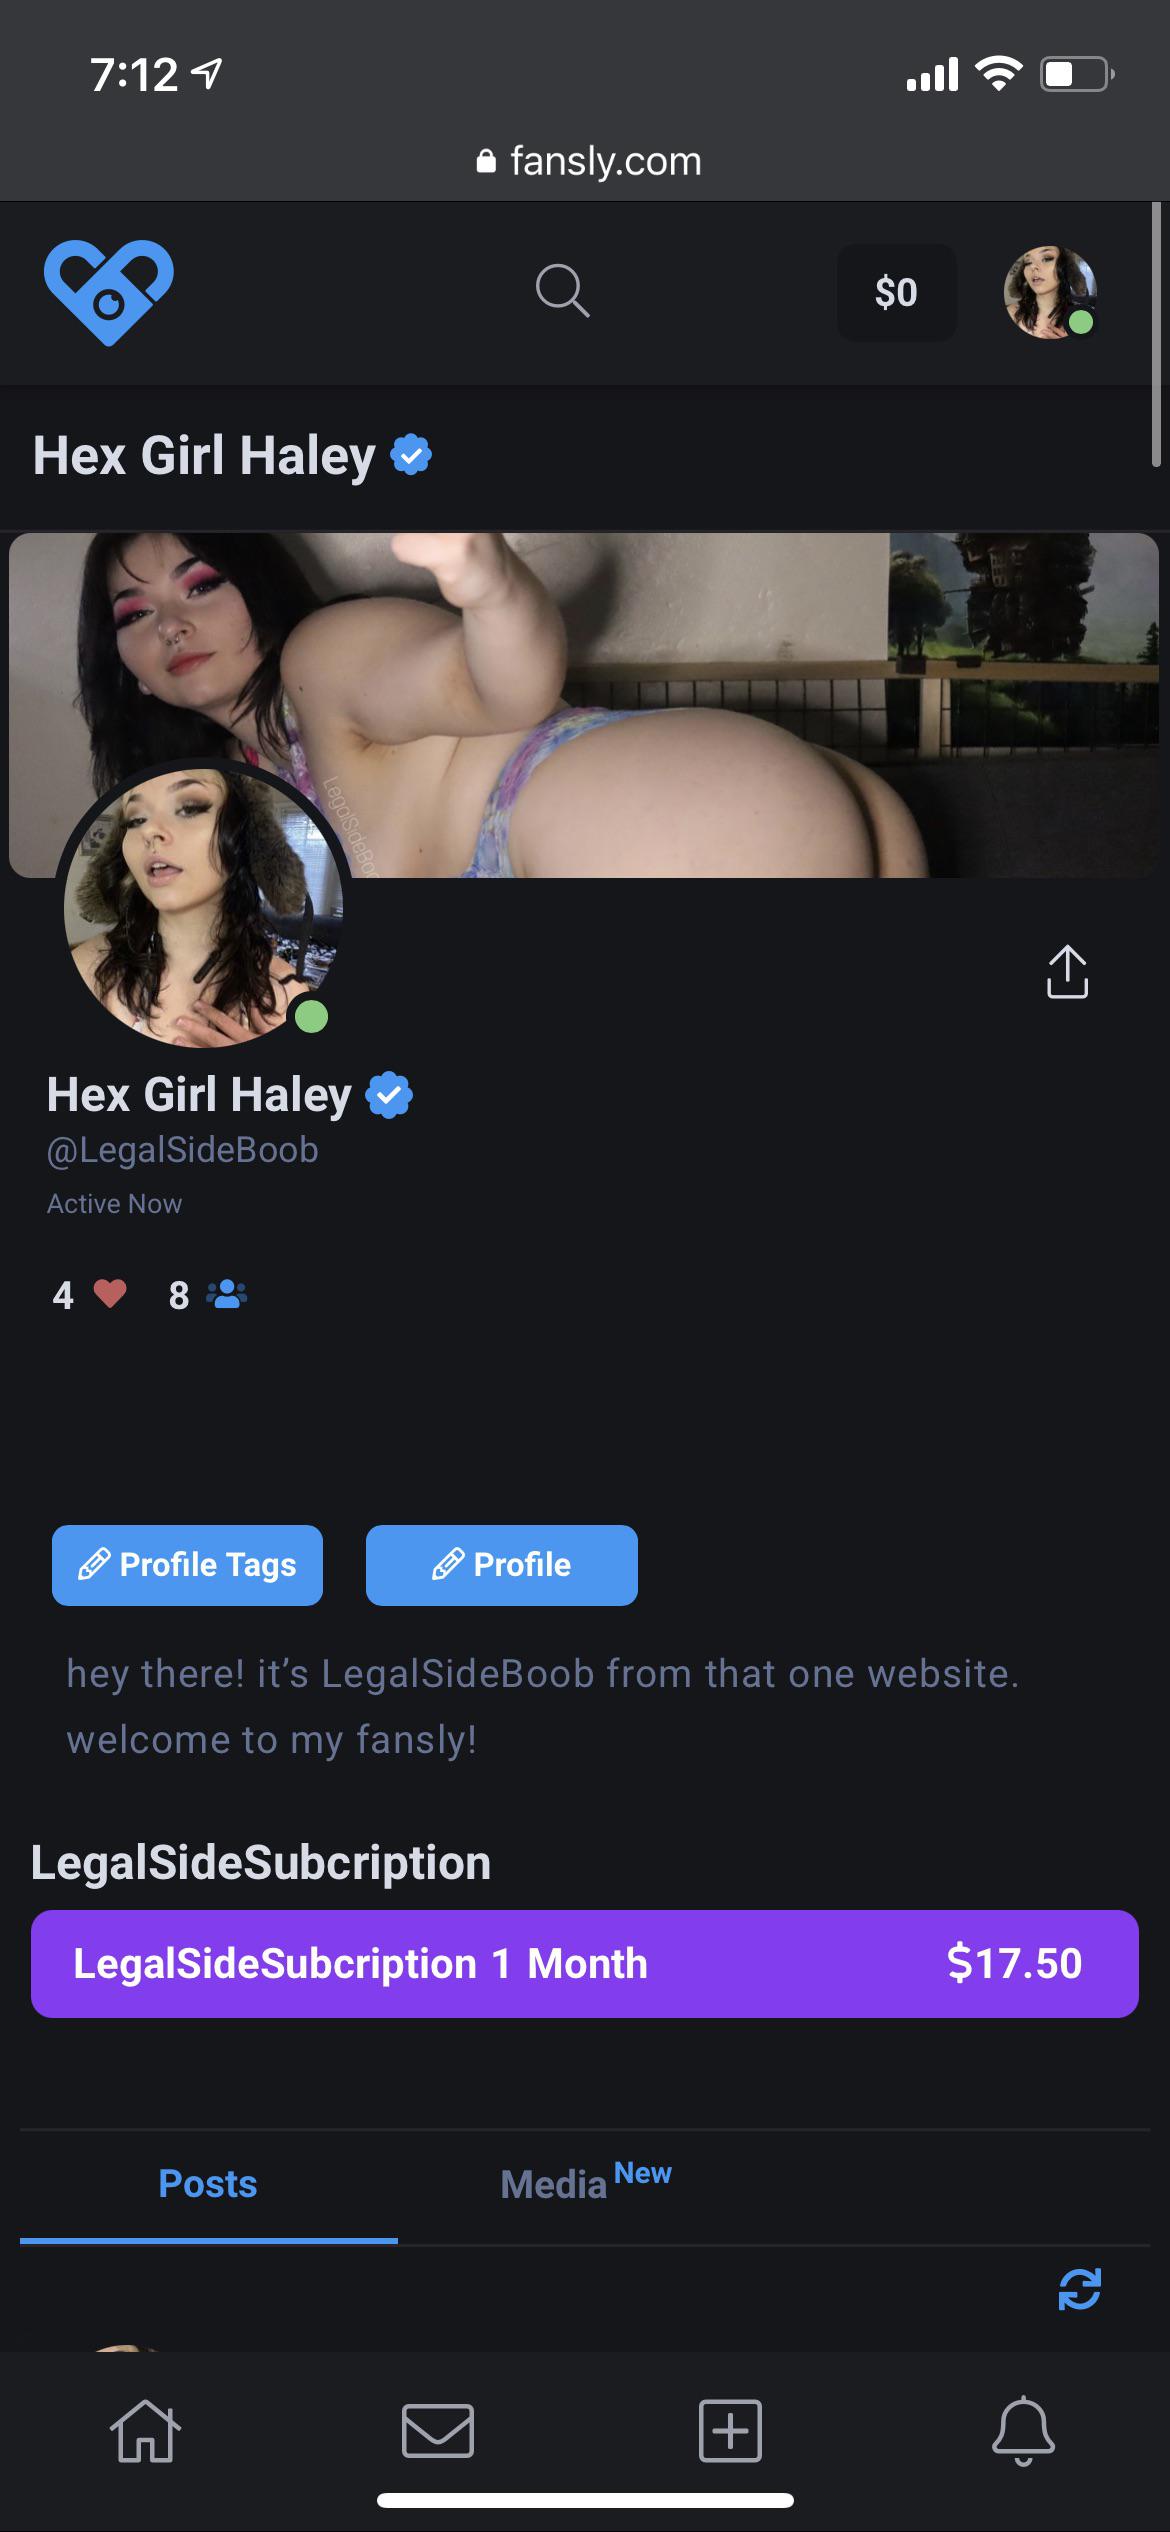 7:12
fansly.com
$0
Hex Girl Haley
LegalSideBoo
Hex Girl Haley
@LegalSideBoob
Active Now
4 8
Profile Tags Profile
hey there! it’s LegalSideBoob from that one website.
welcome to my fansly!
LegalSideSubcription
LegalSideSubcription 1 Month $17.50
Posts Media New